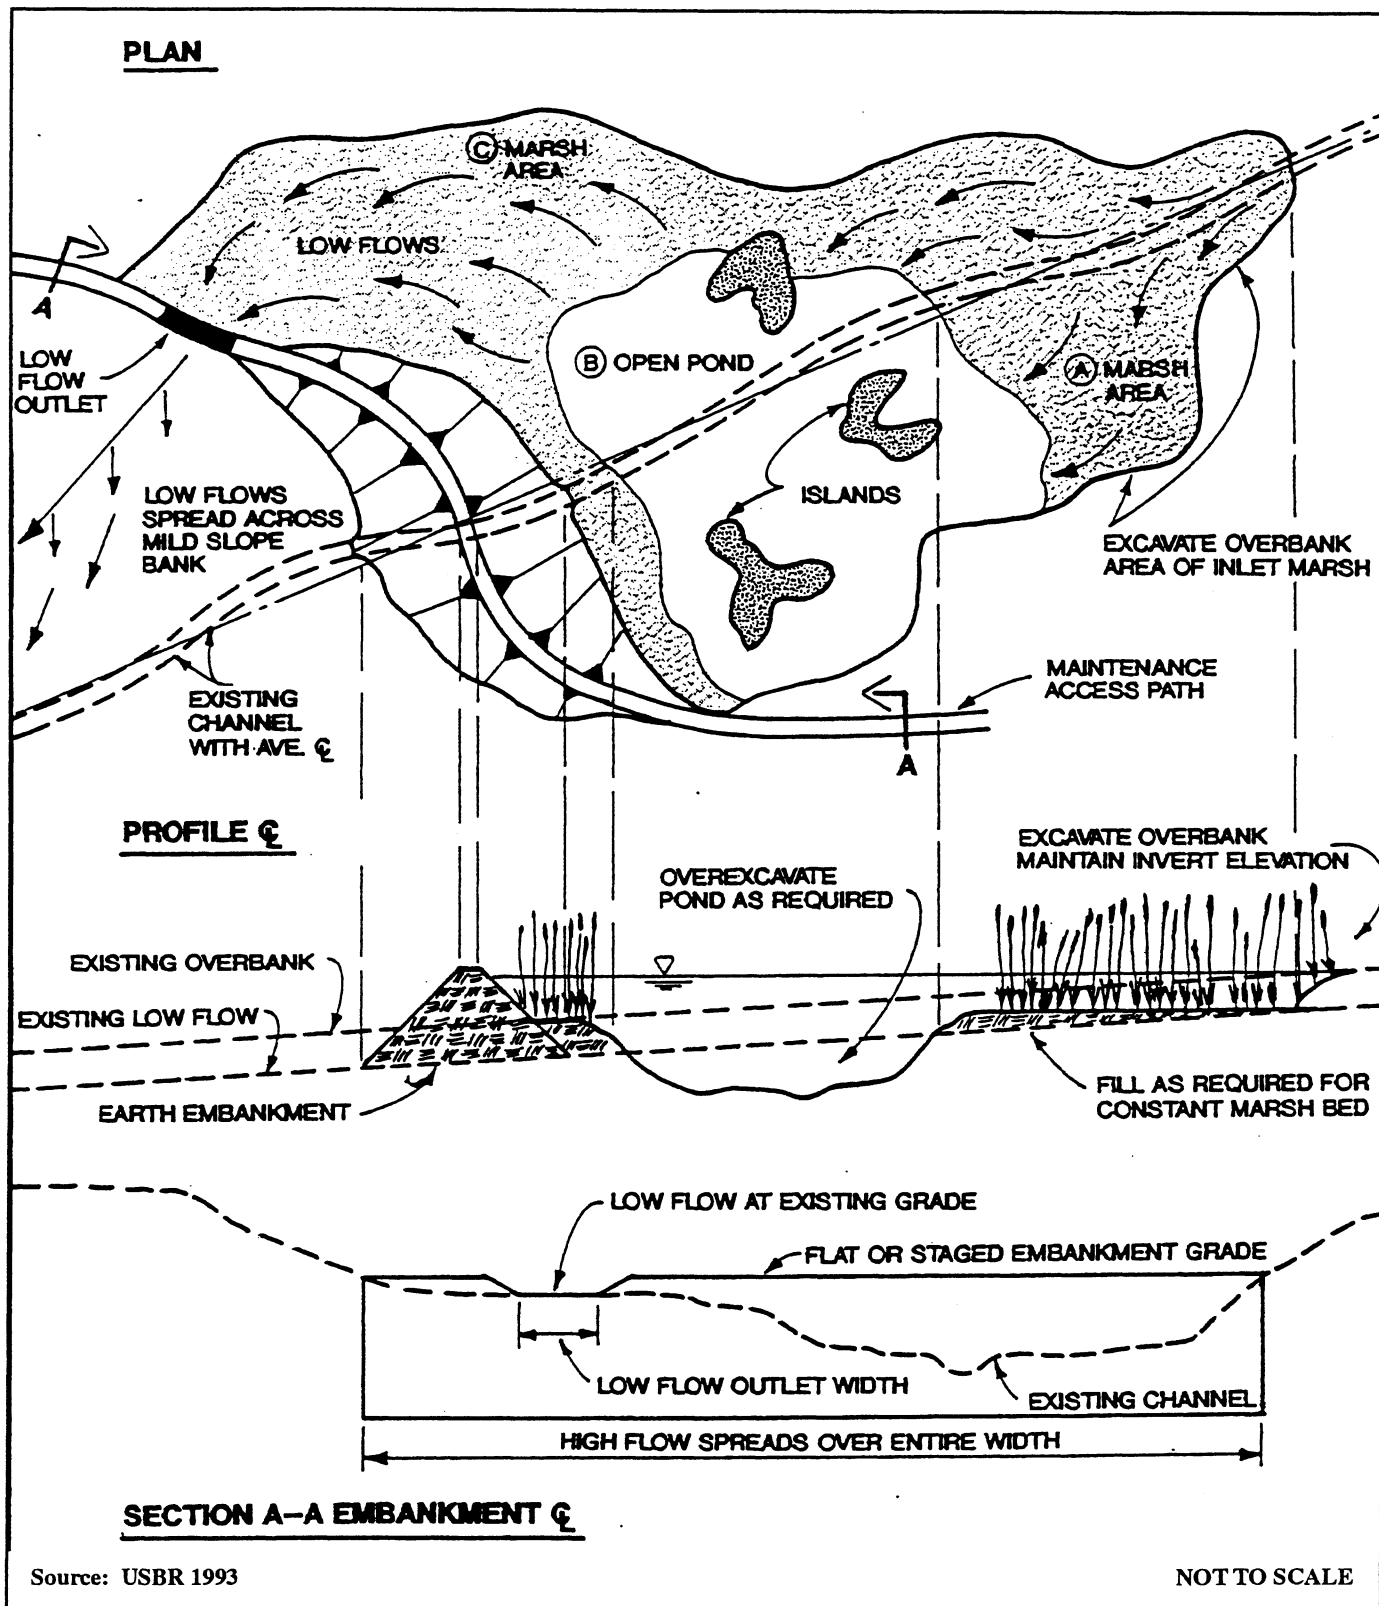 PLAN
Ⓒ MARSH
AREA
LOW FLOWS
A
LOW
FLOW
OUTLET
Ⓑ OPEN POND
Ⓐ MARSH
AREA
ISLANDS
LOW FLOWS
SPREAD ACROSS
MILD SLOPE
BANK
EXCAVATE OVERBANK
AREA OF INLET MARSH
MAINTENANCE
ACCESS PATH
EXISTING
CHANNEL
WITH AVE. ℄
A
PROFILE ℄
EXCAVATE OVERBANK
MAINTAIN INVERT ELEVATION
OVEREXCAVATE
POND AS REQUIRED
EXISTING OVERBANK
EXISTING LOW FLOW
EARTH EMBANKMENT
FILL AS REQUIRED FOR
CONSTANT MARSH BED
LOW FLOW AT EXISTING GRADE
FLAT OR STAGED EMBANKMENT GRADE
LOW FLOW OUTLET WIDTH
EXISTING CHANNEL
HIGH FLOW SPREADS OVER ENTIRE WIDTH
SECTION A-A EMBANKMENT ℄
Source: USBR 1993
NOT TO SCALE